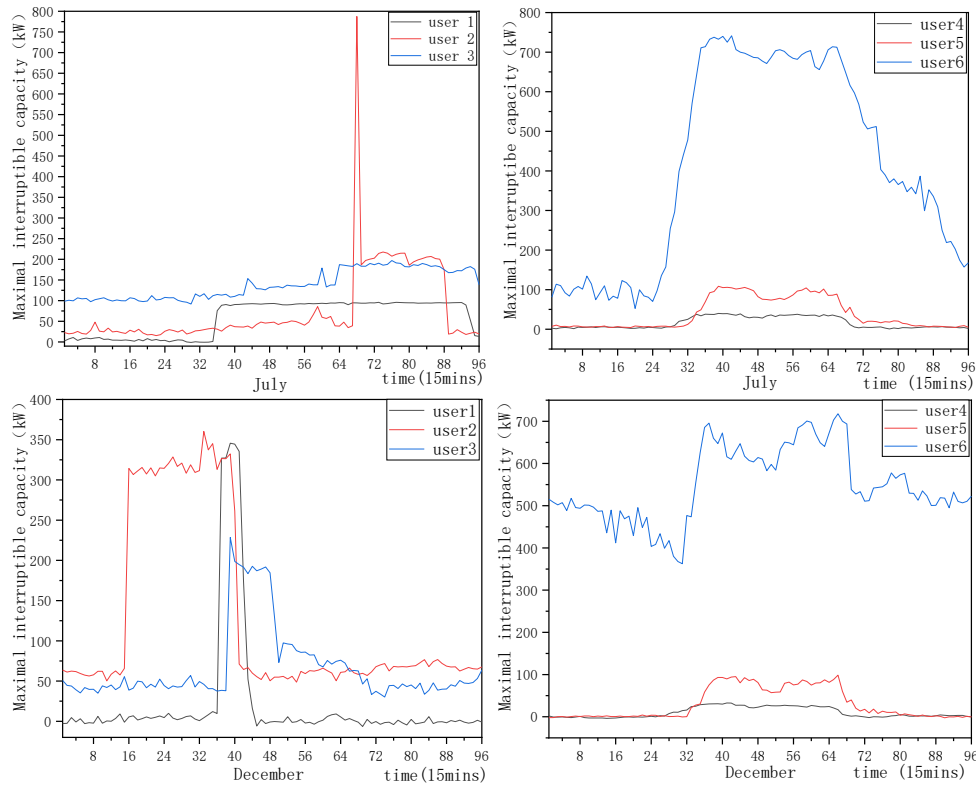 Maximal interruptible capacity (kW)
800
750
700
650
600
550
500
450
400
350
300
250
200
150
100
50
0
user 1
user 2
user 3
8 16 24 32 40 48 56 64 72 80 88 96
July
time(15mins)
Maximal interruptibe capacity (kW)
800
700
600
500
400
300
200
100
0
user4
user5
user6
8 16 24 32 40 48 56 64 72 80 88 96
July
time (15mins)
Maximal interruptible capacity (kW)
400
350
300
250
200
150
100
50
0
user1
user2
user3
8 16 24 32 40 48 56 64 72 80 88 96
December
time(15mins)
Maximal interruptible capacity (kW)
700
600
500
400
300
200
100
0
user4
user5
user6
8 16 24 32 40 48 56 64 72 80 88 96
December
time (15mins)